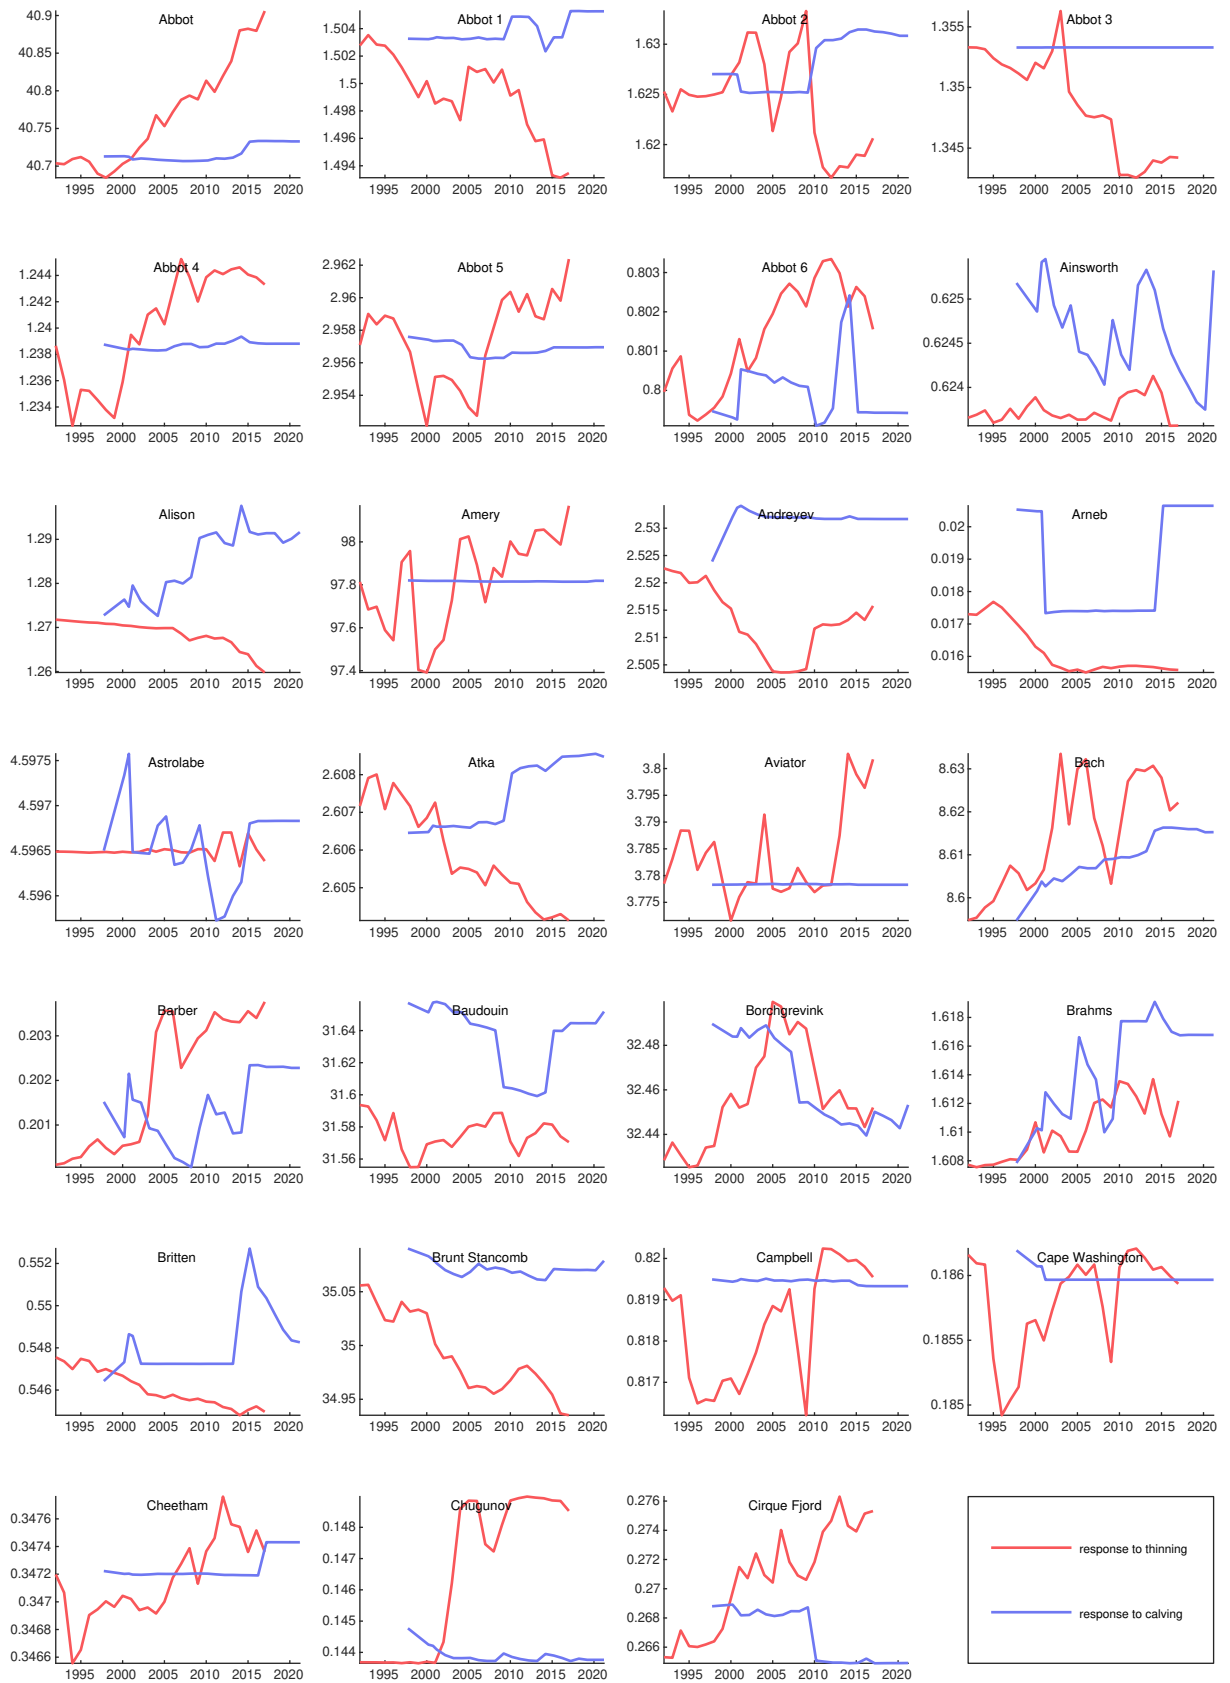 Abbot
40.9
40.85
40.8
40.75
40.7
1995 2000 2005 2010 2015 2020
Abbot 1
1.504
1.502
1.5
1.498
1.496
1.494
1995 2000 2005 2010 2015 2020
Abbot 2
1.63
1.625
1.62
1995 2000 2005 2010 2015 2020
Abbot 3
1.355
1.35
1.345
1995 2000 2005 2010 2015 2020
Abbot 4
1.244
1.242
1.24
1.238
1.236
1.234
1995 2000 2005 2010 2015 2020
Abbot 5
2.962
2.96
2.958
2.956
2.954
1995 2000 2005 2010 2015 2020
Abbot 6
0.803
0.802
0.801
0.8
1995 2000 2005 2010 2015 2020
Ainsworth
0.625
0.6245
0.624
1995 2000 2005 2010 2015 2020
Alison
1.29
1.28
1.27
1.26
1995 2000 2005 2010 2015 2020
Amery
98
97.8
97.6
97.4
1995 2000 2005 2010 2015 2020
Andreyev
2.53
2.525
2.52
2.515
2.51
2.505
1995 2000 2005 2010 2015 2020
Arneb
0.02
0.019
0.018
0.017
0.016
1995 2000 2005 2010 2015 2020
Astrolabe
4.5975
4.597
4.5965
4.596
1995 2000 2005 2010 2015 2020
Atka
2.608
2.607
2.606
2.605
1995 2000 2005 2010 2015 2020
Aviator
3.8
3.795
3.79
3.785
3.78
3.775
1995 2000 2005 2010 2015 2020
Bach
8.63
8.62
8.61
8.6
1995 2000 2005 2010 2015 2020
Barber
0.203
0.202
0.201
1995 2000 2005 2010 2015 2020
Baudouin
31.64
31.62
31.6
31.58
31.56
1995 2000 2005 2010 2015 2020
Borchgrevink
32.48
32.46
32.44
1995 2000 2005 2010 2015 2020
Brahms
1.618
1.616
1.614
1.612
1.61
1.608
1995 2000 2005 2010 2015 2020
Britten
0.552
0.55
0.548
0.546
1995 2000 2005 2010 2015 2020
Brunt Stancomb
35.05
35
34.95
1995 2000 2005 2010 2015 2020
Campbell
0.82
0.819
0.818
0.817
1995 2000 2005 2010 2015 2020
Cape Washington
0.186
0.1855
0.185
1995 2000 2005 2010 2015 2020
Cheetham
0.3476
0.3474
0.3472
0.347
0.3468
0.3466
1995 2000 2005 2010 2015 2020
Chugunov
0.148
0.147
0.146
0.145
0.144
1995 2000 2005 2010 2015 2020
Cirque Fjord
0.276
0.274
0.272
0.27
0.268
0.266
1995 2000 2005 2010 2015 2020
response to thinning
response to calving